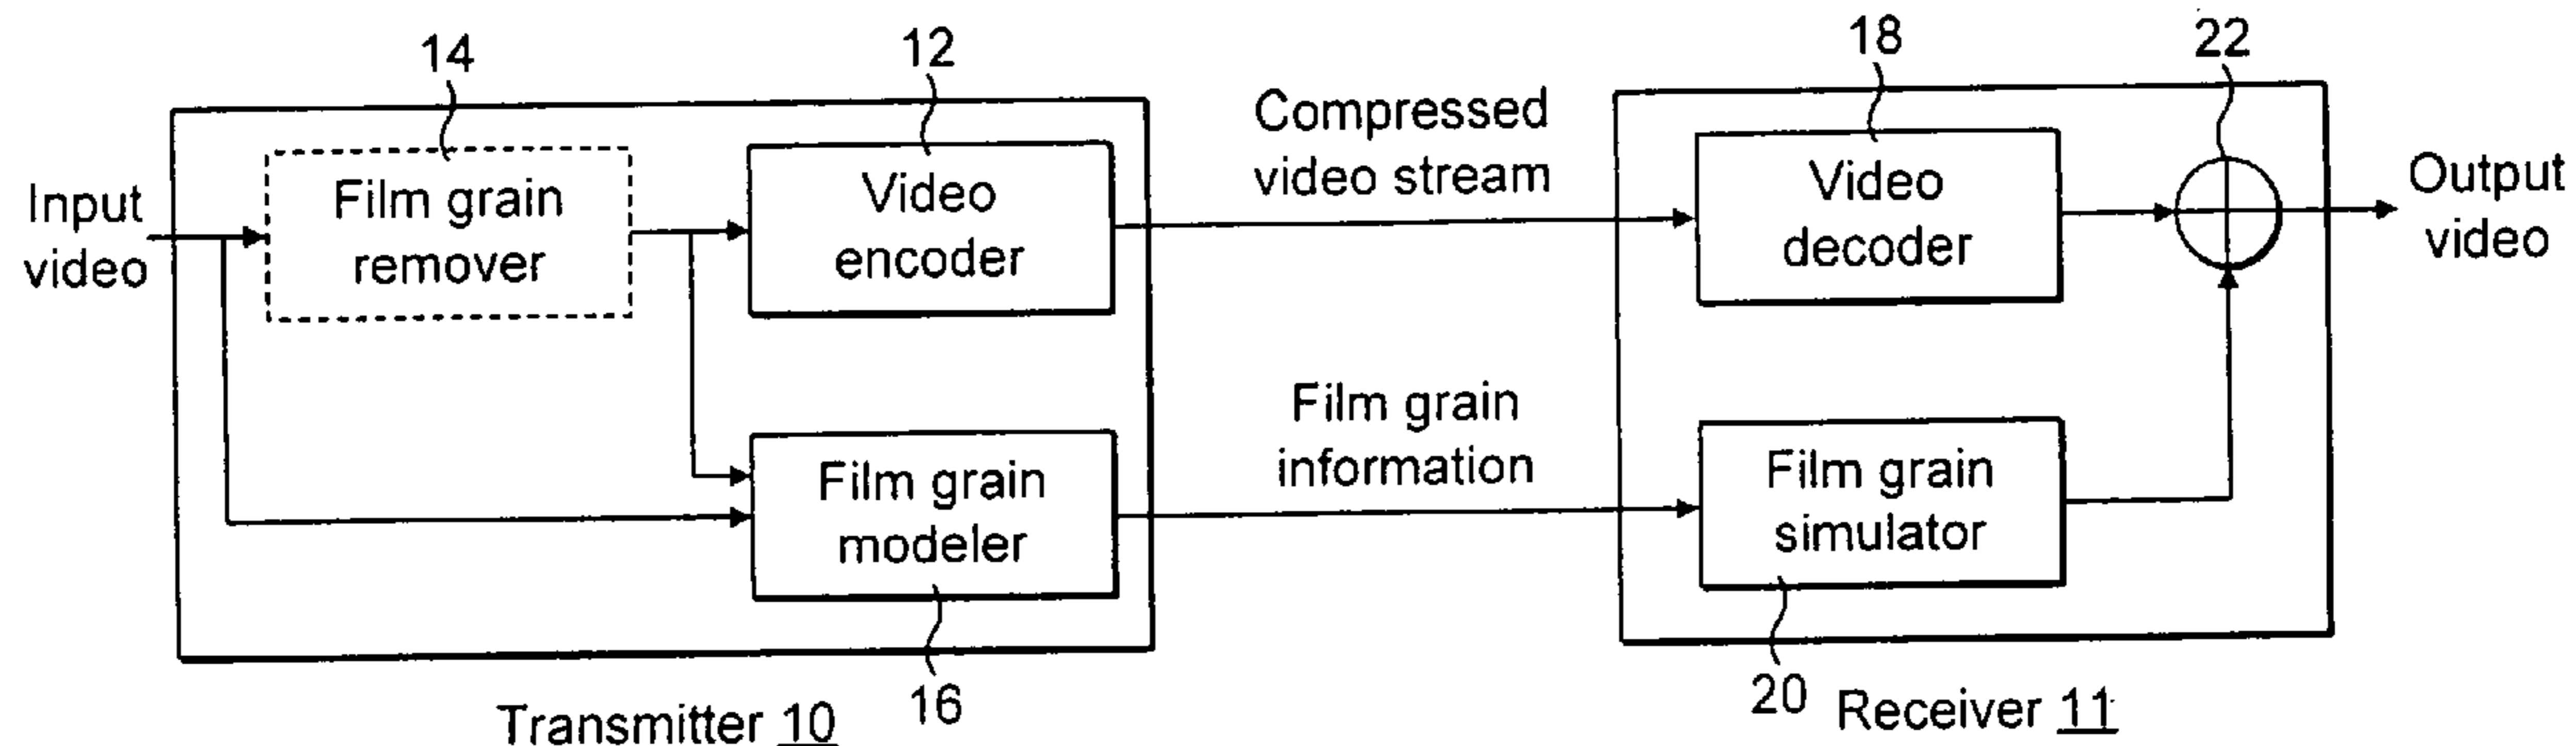 14
12
18
22
Compressed
video stream
Input
video
Film grain
remover
Video
encoder
Video
decoder
Output
video
Film grain
information
Film grain
modeler
Film grain
simulator
16
20
Transmitter 10
Receiver 11